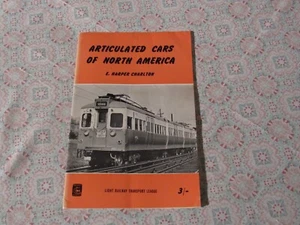 ARTICULATED CARS
OF NORTH AMERICA
E. HARPER CHARLTON
LIGHT RAILWAY TRANSPORT LEAGUE
3/-